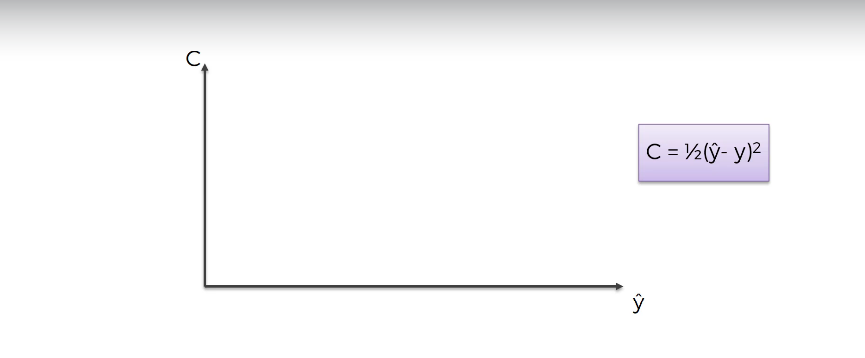 C
C = ½(ŷ- y)²
ŷ